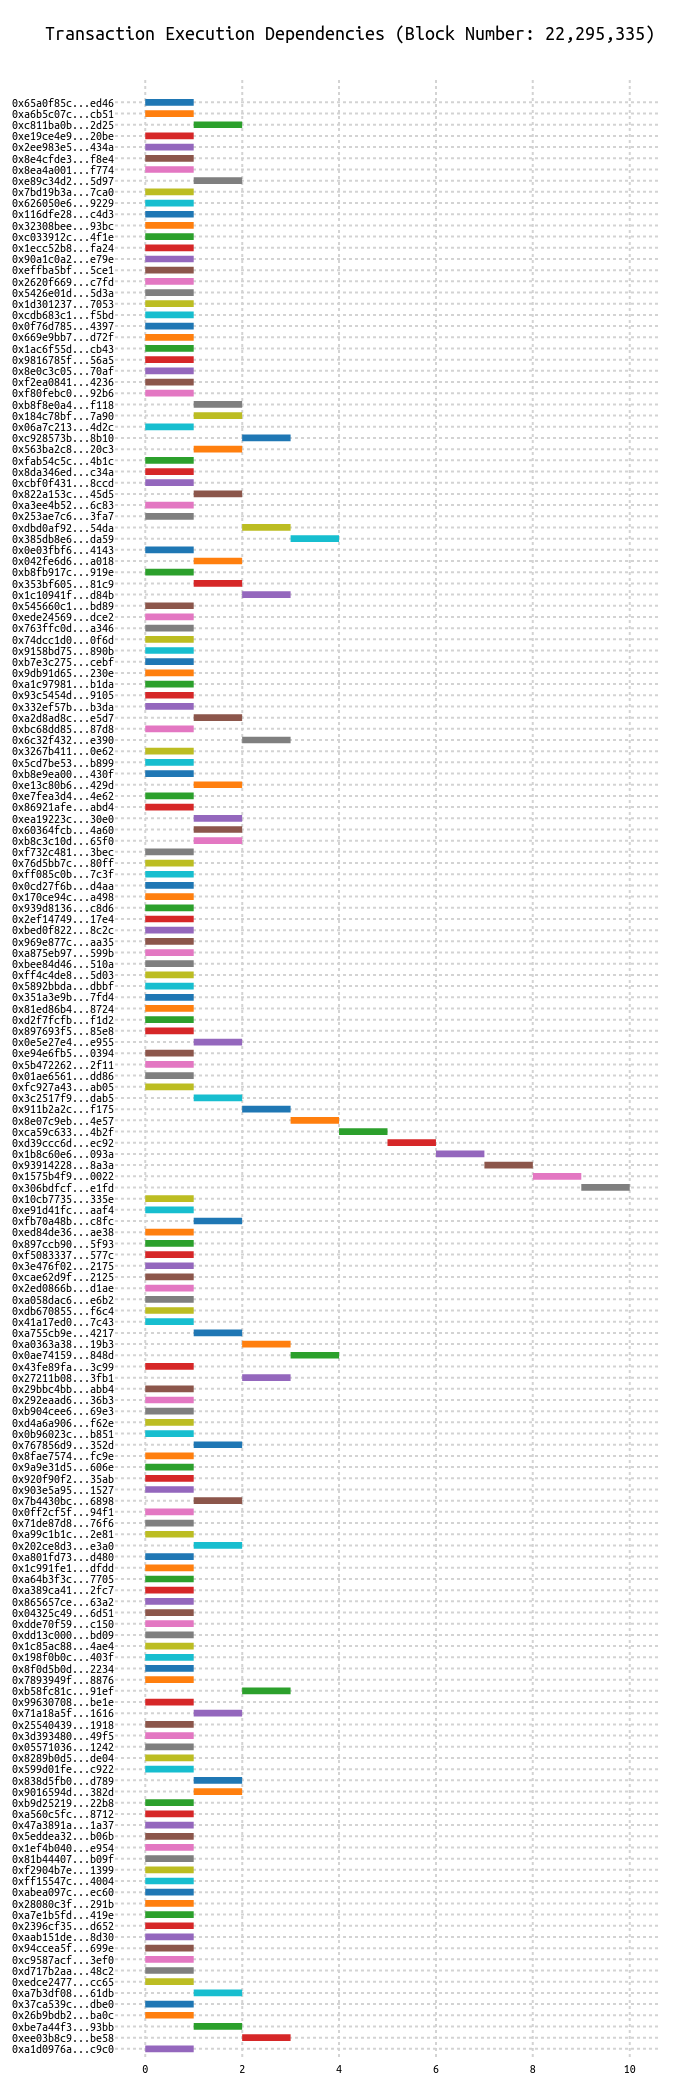 Transaction Execution Dependencies (Block Number: 22,295,335)
0x65a0f85c...ed46
0xa6b5c07c...cb51
0xc811ba0b...2d25
0xe19ce4e9...20be
0x2ee983e5...434a
0x8e4cfde3...f8e4
0x8ea4a001...f774
0xe89c34d2...5d97
0x7bd19b3a...7ca0
0x626050e6...9229
0x116dfe28...c4d3
0x32308bee...93bc
0xc033912c...4f1e
0x1ecc52b8...fa24
0x90a1c0a2...e79e
0xeffba5bf...5ce1
0x2620f669...c7fd
0x5426e01d...5d3a
0x1d301237...7053
0xcdb683c1...f5bd
0x0f76d785...4397
0x669e9bb7...d72f
0x1ac6f55d...cb43
0x9816785f...56a5
0x8e0c3c05...70af
0xf2ea0841...4236
0xf80febc0...92b6
0xb8f8e0a4...f118
0x184c78bf...7a90
0x06a7c213...4d2c
0xc928573b...8b10
0x563ba2c8...20c3
0xfab54c5c...4b1c
0x8da346ed...c34a
0xcbf0f431...8ccd
0x822a153c...45d5
0xa3ee4b52...6c83
0x253ae7c6...3fa7
0xdbd0af92...54da
0x385db8e6...da59
0x0e03fbf6...4143
0x042fe6d6...a018
0xb8fb917c...919e
0x353bf605...81c9
0x1c10941f...d84b
0x545660c1...bd89
0xede24569...dce2
0x763ffc0d...a346
0x74dcc1d0...0f6d
0x9158bd75...890b
0xb7e3c275...cebf
0x9db91d65...230e
0xa1c97981...b1da
0x93c5454d...9105
0x332ef57b...b3da
0xa2d8ad8c...e5d7
0xbc68dd85...87d8
0x6c32f432...e390
0x3267b411...0e62
0x5cd7be53...b899
0xb8e9ea00...430f
0xe13c80b6...429d
0xe7fea3d4...4e62
0x86921afe...abd4
0xea19223c...30e0
0x60364fcb...4a60
0xb8c3c10d...65f0
0xf732c481...3bec
0x76d5bb7c...80ff
0xff085c0b...7c3f
0x0cd27f6b...d4aa
0x170ce94c...a498
0x939d8136...c8d6
0x2ef14749...17e4
0xbed0f822...8c2c
0x969e877c...aa35
0xa875eb97...599b
0xbee84d46...510a
0xff4c4de8...5d03
0x5892bbda...dbbf
0x351a3e9b...7fd4
0x81ed86b4...8724
0xd2f7fcfb...f1d2
0x897693f5...85e8
0x0e5e27e4...e955
0xe94e6fb5...0394
0x5b472262...2f11
0x01ae6561...dd86
0xfc927a43...ab05
0x3c2517f9...dab5
0x911b2a2c...f175
0x8e07c9eb...4e57
0xca59c633...4b2f
0xd39ccc6d...ec92
0x1b8c60e6...093a
0x93914228...8a3a
0x1575b4f9...0022
0x306bdfcf...e1fd
0x10cb7735...335e
0xe91d41fc...aaf4
0xfb70a48b...c8fc
0xed84de36...ae38
0x897ccb90...5f93
0xf5083337...577c
0x3e476f02...2175
0xcae62d9f...2125
0x2ed0866b...d1ae
0xa058dac6...e6b2
0xdb670855...f6c4
0x41a17ed0...7c43
0xa755cb9e...4217
0xa0363a38...19b3
0x0ae74159...848d
0x43fe89fa...3c99
0x27211b08...3fb1
0x29bbc4bb...abb4
0x292eaad6...36b3
0xb904cee6...69e3
0xd4a6a906...f62e
0x0b96023c...b851
0x767856d9...352d
0x8fae7574...fc9e
0x9a9e31d5...606e
0x920f90f2...35ab
0x903e5a95...1527
0x7b4430bc...6898
0x0ff2cf5f...94f1
0x71de87d8...76f6
0xa99c1b1c...2e81
0x202ce8d3...e3a0
0xa801fd73...d480
0x1c991fe1...dfdd
0xa64b3f3c...7705
0xa389ca41...2fc7
0x865657ce...63a2
0x04325c49...6d51
0xdde70f59...c150
0xdd13c000...bd09
0x1c85ac88...4ae4
0x198f0b0c...403f
0x8f0d5b0d...2234
0x7893949f...8876
0xb58fc81c...91ef
0x99630708...be1e
0x71a18a5f...1616
0x25540439...1918
0x3d393480...49f5
0x05571036...1242
0x8289b0d5...de04
0x599d01fe...c922
0x838d5fb0...d789
0x9016594d...382d
0xb9d25219...22b8
0xa560c5fc...8712
0x47a3891a...1a37
0x5eddea32...b06b
0x1ef4b040...e954
0x81b44407...b09f
0xf2904b7e...1399
0xff15547c...4004
0xabea097c...ec60
0x28080c3f...291b
0xa7e1b5fd...419e
0x2396cf35...d652
0xaab151de...8d30
0x94ccea5f...699e
0xc9587acf...3ef0
0xd717b2aa...48c2
0xedce2477...cc65
0xa7b3df08...61db
0x37ca539c...dbe0
0x26b9bdb2...ba0c
0xbe7a44f3...93bb
0xee03b8c9...be58
0xa1d0976a...c9c0
0 2 4 6 8 10